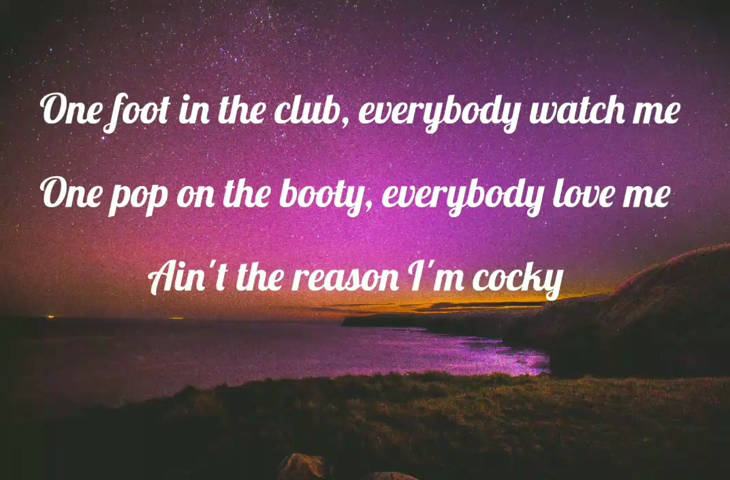 One foot in the club, everybody watch me
One pop on the booty, everybody love me
Ain't the reason I'm cocky